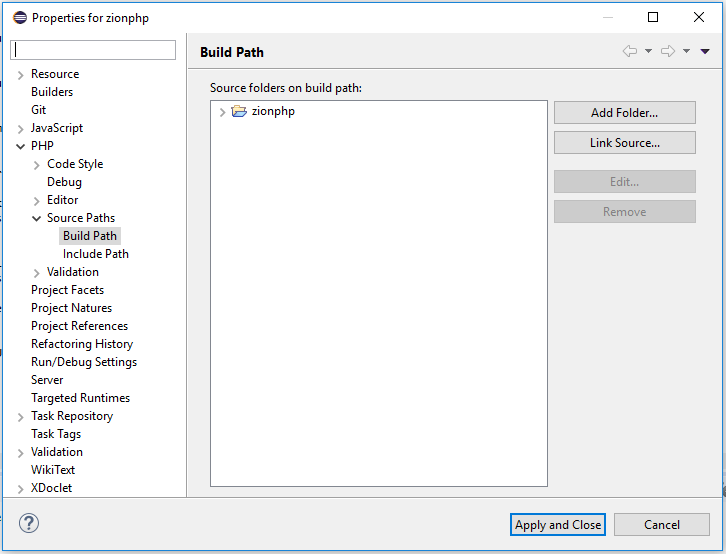 Properties for zionphp
Build Path
Resource
Builders
Git
JavaScript
PHP
Code Style
Debug
Editor
Source Paths
Build Path
Include Path
Validation
Project Facets
Project Natures
Project References
Refactoring History
Run/Debug Settings
Server
Targeted Runtimes
Task Repository
Task Tags
Validation
WikiText
XDoclet
Source folders on build path:
zionphp
Add Folder...
Link Source...
Edit...
Remove
?
Apply and Close
Cancel